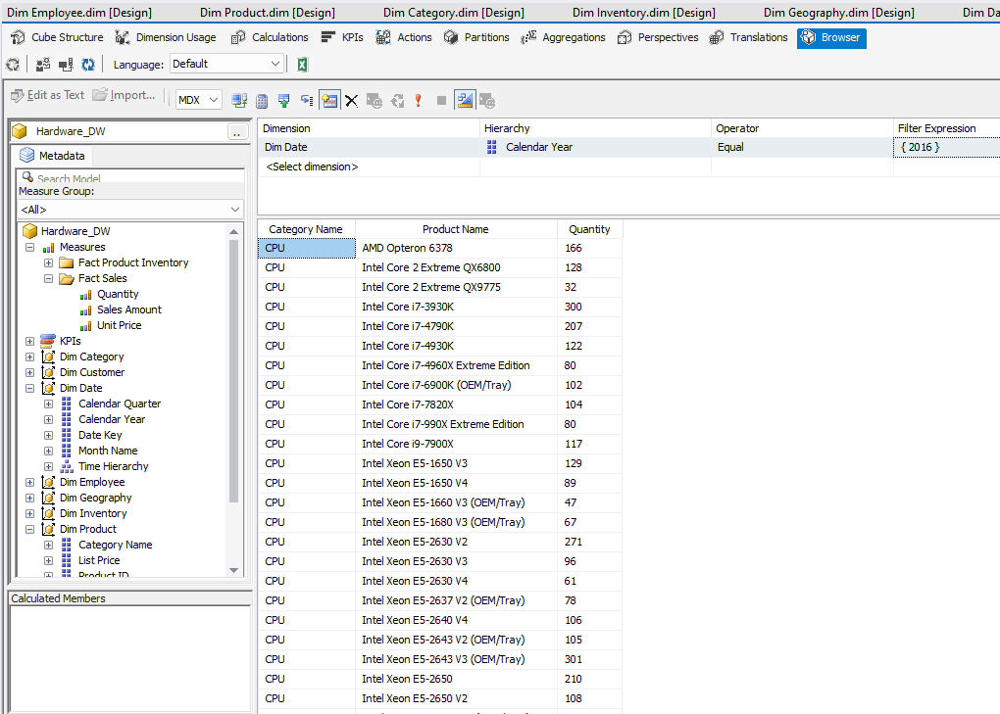 Dim Employee.dim [Design] Dim Product.dim [Design] Dim Category.dim [Design] Dim Inventory.dim [Design] Dim Geography.dim [Design] Dim Da
Cube Structure Dimension Usage Calculations KPIs Actions Partitions Aggregations Perspectives Translations Browser
Language: Default
Edit as Text Import... MDX
Hardware_DW ..
Metadata
Search Model
Measure Group:
<All>
Hardware_DW
Measures
Fact Product Inventory
Fact Sales
Quantity
Sales Amount
Unit Price
KPIs
Dim Category
Dim Customer
Dim Date
Calendar Quarter
Calendar Year
Date Key
Month Name
Time Hierarchy
Dim Employee
Dim Geography
Dim Inventory
Dim Product
Category Name
List Price
Product ID
Calculated Members
Dimension Hierarchy Operator Filter Expression
Dim Date Calendar Year Equal { 2016 }
<Select dimension>
Category Name Product Name Quantity
CPU AMD Opteron 6378 166
CPU Intel Core 2 Extreme QX6800 128
CPU Intel Core 2 Extreme QX9775 32
CPU Intel Core i7-3930K 300
CPU Intel Core i7-4790K 207
CPU Intel Core i7-4930K 122
CPU Intel Core i7-4960X Extreme Edition 80
CPU Intel Core i7-6900K (OEM/Tray) 102
CPU Intel Core i7-7820X 104
CPU Intel Core i7-990X Extreme Edition 80
CPU Intel Core i9-7900X 117
CPU Intel Xeon E5-1650 V3 129
CPU Intel Xeon E5-1650 V4 89
CPU Intel Xeon E5-1660 V3 (OEM/Tray) 47
CPU Intel Xeon E5-1680 V3 (OEM/Tray) 67
CPU Intel Xeon E5-2630 V2 271
CPU Intel Xeon E5-2630 V3 96
CPU Intel Xeon E5-2630 V4 61
CPU Intel Xeon E5-2637 V2 (OEM/Tray) 78
CPU Intel Xeon E5-2640 V4 106
CPU Intel Xeon E5-2643 V2 (OEM/Tray) 105
CPU Intel Xeon E5-2643 V3 (OEM/Tray) 301
CPU Intel Xeon E5-2650 210
CPU Intel Xeon E5-2650 V2 108